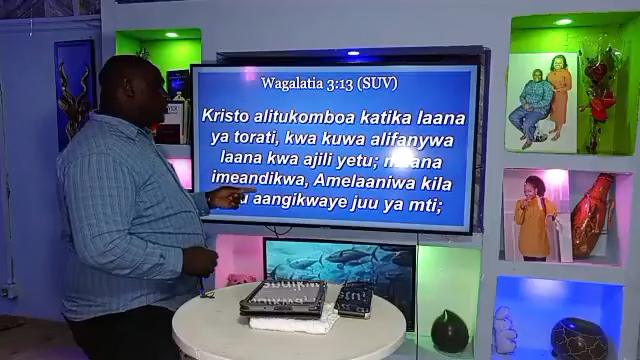 Wagalatia 3:13 (SUV)
Kristo alitukomboa katika laana
ya torati, kwa kuwa alifanywa
laana kwa ajili yetu; maana
imeandikwa, Amelaaniwa kila
aangikwaye juu ya mti;